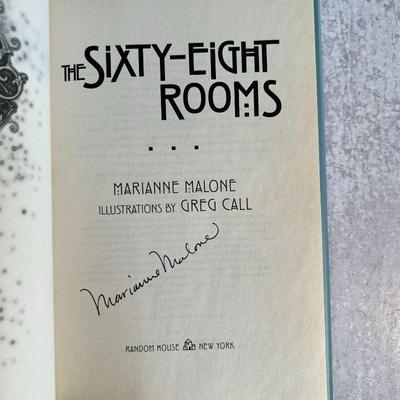 THE SIXTY-EIGHT
ROOMS
MARIANNE MALONE
ILLUSTRATIONS BY GREG CALL
Marianne Malone
RANDOM HOUSE NEW YORK